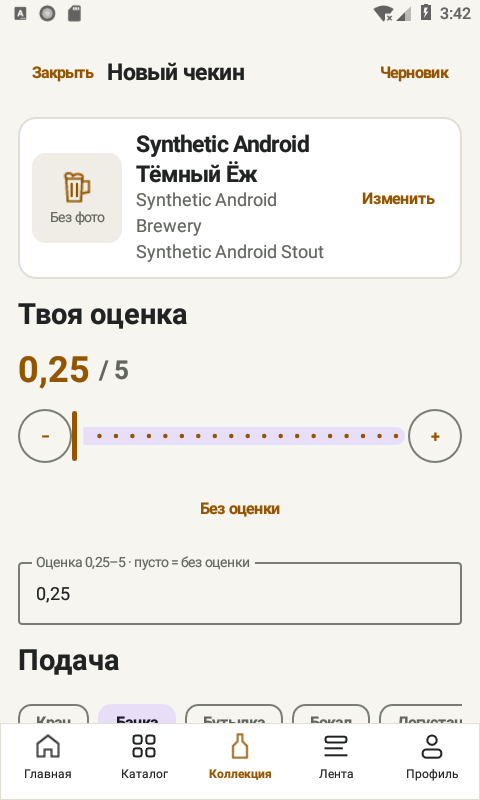 3:42
Закрыть Новый чекин Черновик
Synthetic Android
Тёмный Ёж
Без фото
Synthetic Android
Brewery
Synthetic Android Stout
Изменить
Твоя оценка
0,25 / 5
- +
Без оценки
Оценка 0,25–5 · пусто = без оценки
0,25
Подача
Кран Банка Бутылка Бокал Дегустац
Главная Каталог Коллекция Лента Профиль